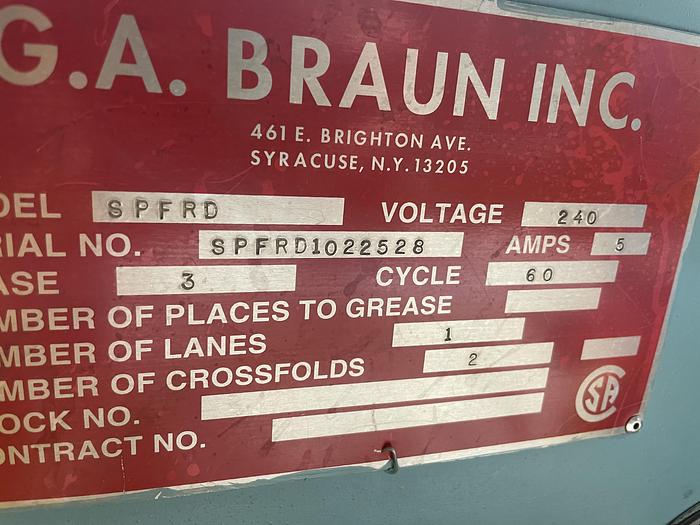 G.A. BRAUN INC.
461 E. BRIGHTON AVE.
SYRACUSE, N.Y. 13205
DEL SPFRD VOLTAGE 240
RIAL NO. SPFRD1022528 AMPS 5
ASE 3 CYCLE 60
MBER OF PLACES TO GREASE
MBER OF LANES 1
MBER OF CROSSFOLDS 2
OCK NO.
ONTRACT NO.
CSA